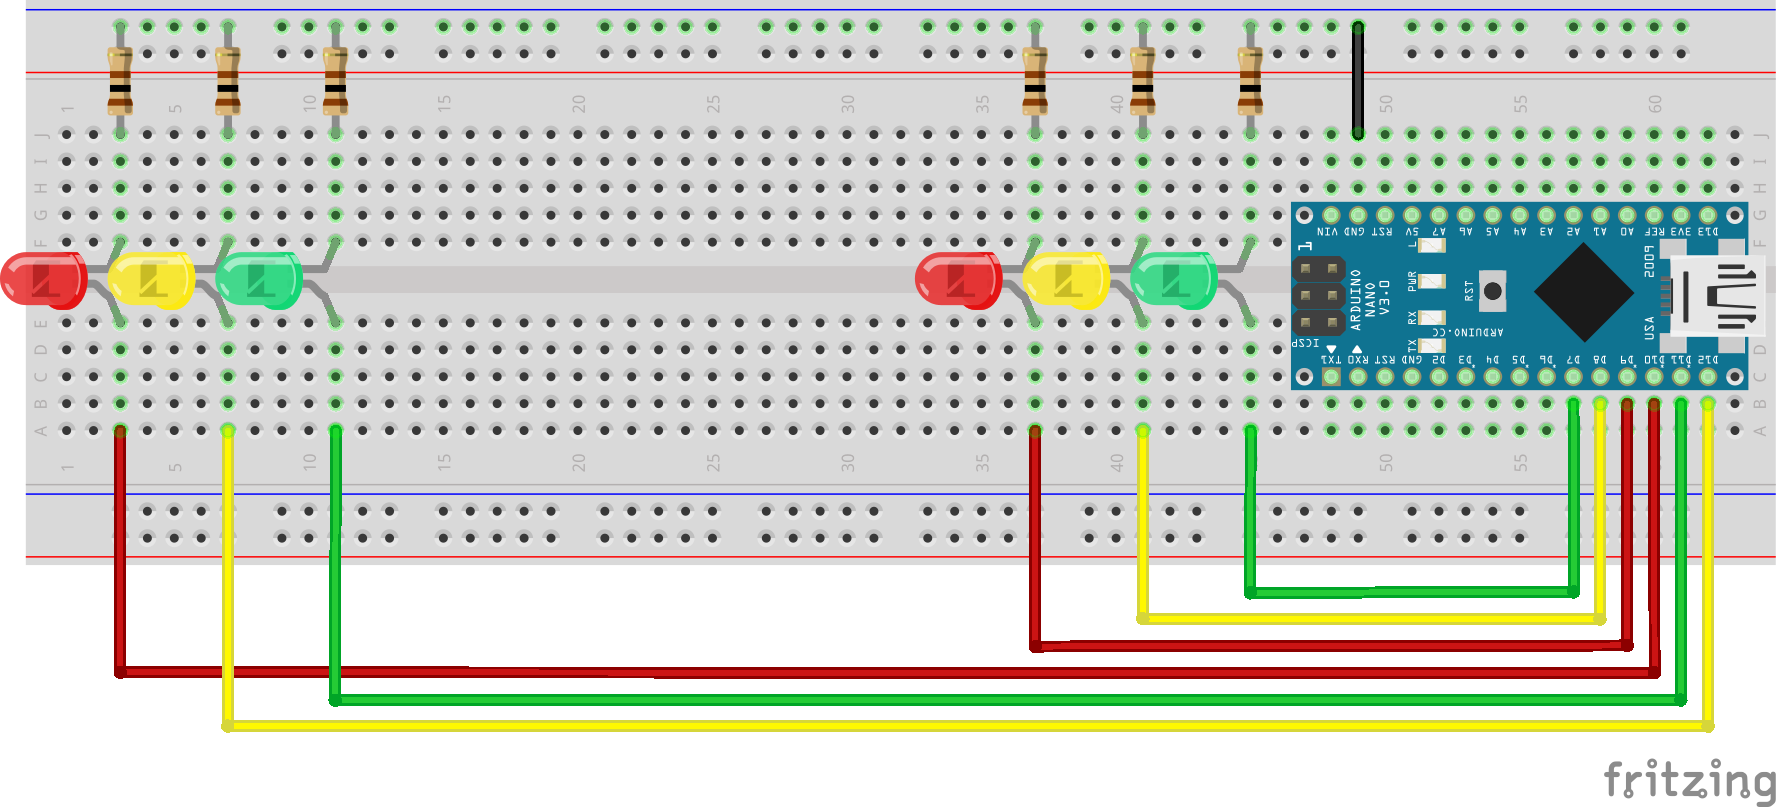 1 5 10 15 20 25 30 35 40 50 55 60
J J
I I
H H
G G
F F
VIN GND RST 5V A7 A6 A5 A4 A3 A2 A1 A0 REF 3V3 D13
1
L
PWR
RX
TX
RST
ARDUINO
NANO
V3.0
ARDUINO.CC
USA
ICSP
E
D D
C C
B B
A A
TX1 RX0 RST GND D2 D3 D4 D5 D6 D7 D8 D9 D10 D11 D12
1 5 10 15 20 25 30 35 40 50 55
fritzing